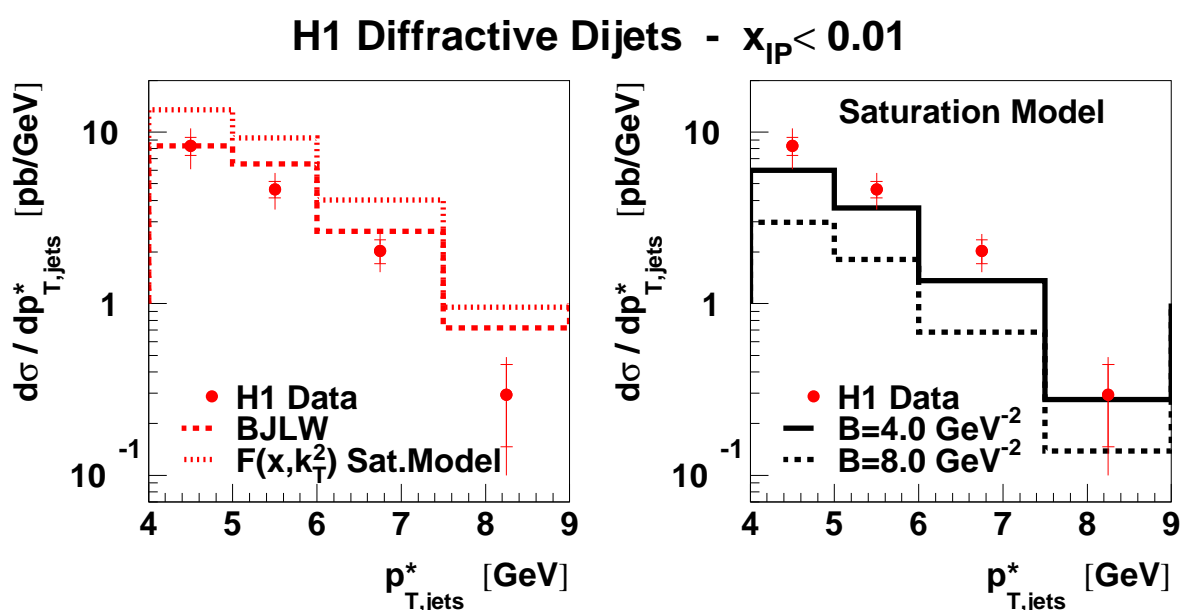 H1 Diffractive Dijets - x_IP < 0.01
dσ / dp*_T,jets [pb/GeV]
10
1
10^-1
H1 Data
BJLW
F(x,k_T^2) Sat.Model
4 5 6 7 8 9
p*_T,jets [GeV]
dσ / dp*_T,jets [pb/GeV]
Saturation Model
10
1
10^-1
H1 Data
B=4.0 GeV^-2
B=8.0 GeV^-2
4 5 6 7 8 9
p*_T,jets [GeV]